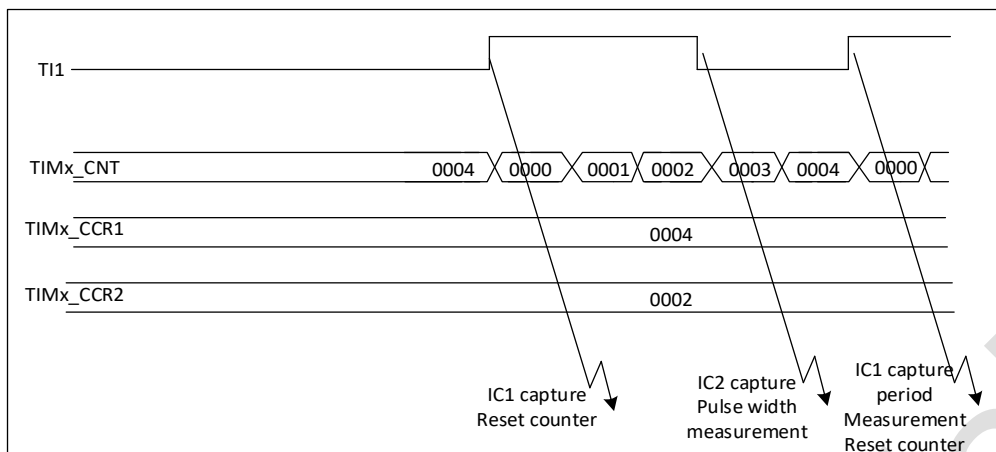 TI1
TIMx_CNT
0004 0000 0001 0002 0003 0004 0000
TIMx_CCR1
0004
TIMx_CCR2
0002
IC1 capture
Reset counter
IC2 capture
Pulse width
measurement
IC1 capture
period
Measurement
Reset counter